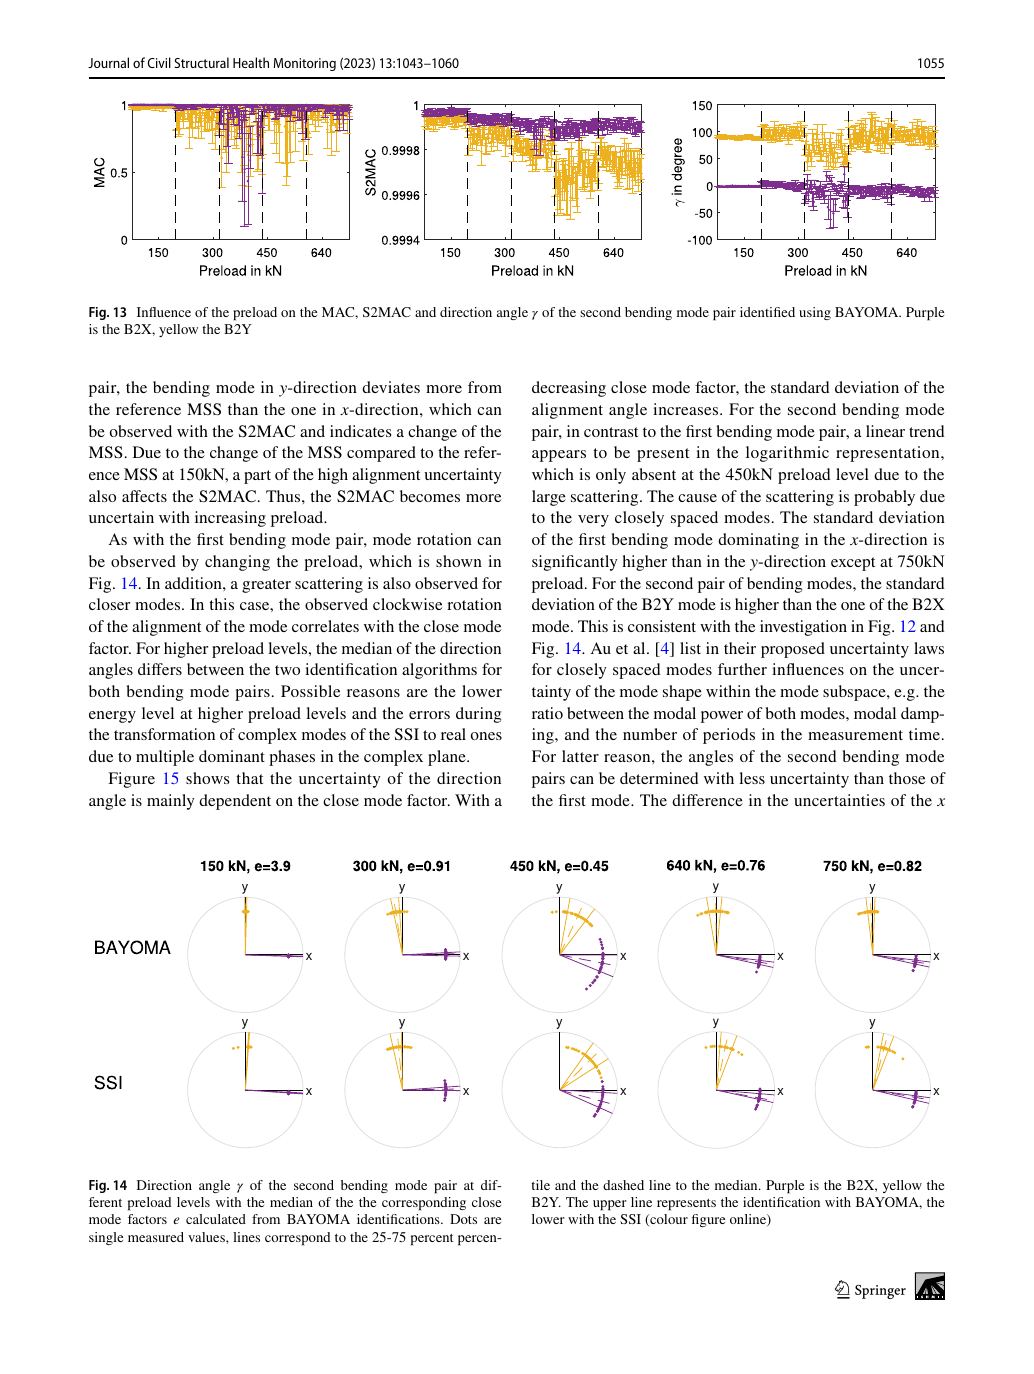 Journal of Civil Structural Health Monitoring (2023) 13:1043–1060
1055
1
0.5
0
MAC
150
300
450
640
Preload in kN
1
0.9998
0.9996
0.9994
S2MAC
150
300
450
640
Preload in kN
150
100
50
0
-50
-100
γ in degree
150
300
450
640
Preload in kN
Fig. 13 Influence of the preload on the MAC, S2MAC and direction angle γ of the second bending mode pair identified using BAYOMA. Purple
is the B2X, yellow the B2Y
pair, the bending mode in y-direction deviates more from
the reference MSS than the one in x-direction, which can
be observed with the S2MAC and indicates a change of the
MSS. Due to the change of the MSS compared to the refer-
ence MSS at 150kN, a part of the high alignment uncertainty
also affects the S2MAC. Thus, the S2MAC becomes more
uncertain with increasing preload.
As with the first bending mode pair, mode rotation can
be observed by changing the preload, which is shown in
Fig. 14. In addition, a greater scattering is also observed for
closer modes. In this case, the observed clockwise rotation
of the alignment of the mode correlates with the close mode
factor. For higher preload levels, the median of the direction
angles differs between the two identification algorithms for
both bending mode pairs. Possible reasons are the lower
energy level at higher preload levels and the errors during
the transformation of complex modes of the SSI to real ones
due to multiple dominant phases in the complex plane.
Figure 15 shows that the uncertainty of the direction
angle is mainly dependent on the close mode factor. With a
decreasing close mode factor, the standard deviation of the
alignment angle increases. For the second bending mode
pair, in contrast to the first bending mode pair, a linear trend
appears to be present in the logarithmic representation,
which is only absent at the 450kN preload level due to the
large scattering. The cause of the scattering is probably due
to the very closely spaced modes. The standard deviation
of the first bending mode dominating in the x-direction is
significantly higher than in the y-direction except at 750kN
preload. For the second pair of bending modes, the standard
deviation of the B2Y mode is higher than the one of the B2X
mode. This is consistent with the investigation in Fig. 12 and
Fig. 14. Au et al. [4] list in their proposed uncertainty laws
for closely spaced modes further influences on the uncer-
tainty of the mode shape within the mode subspace, e.g. the
ratio between the modal power of both modes, modal damp-
ing, and the number of periods in the measurement time.
For latter reason, the angles of the second bending mode
pairs can be determined with less uncertainty than those of
the first mode. The difference in the uncertainties of the x
150 kN, e=3.9
300 kN, e=0.91
450 kN, e=0.45
640 kN, e=0.76
750 kN, e=0.82
y
y
y
y
y
BAYOMA
x
x
x
x
x
y
y
y
y
y
SSI
x
x
x
x
x
Fig. 14 Direction angle γ of the second bending mode pair at dif-
ferent preload levels with the median of the the corresponding close
mode factors e calculated from BAYOMA identifications. Dots are
single measured values, lines correspond to the 25-75 percent percen-
tile and the dashed line to the median. Purple is the B2X, yellow the
B2Y. The upper line represents the identification with BAYOMA, the
lower with the SSI (colour figure online)
Springer